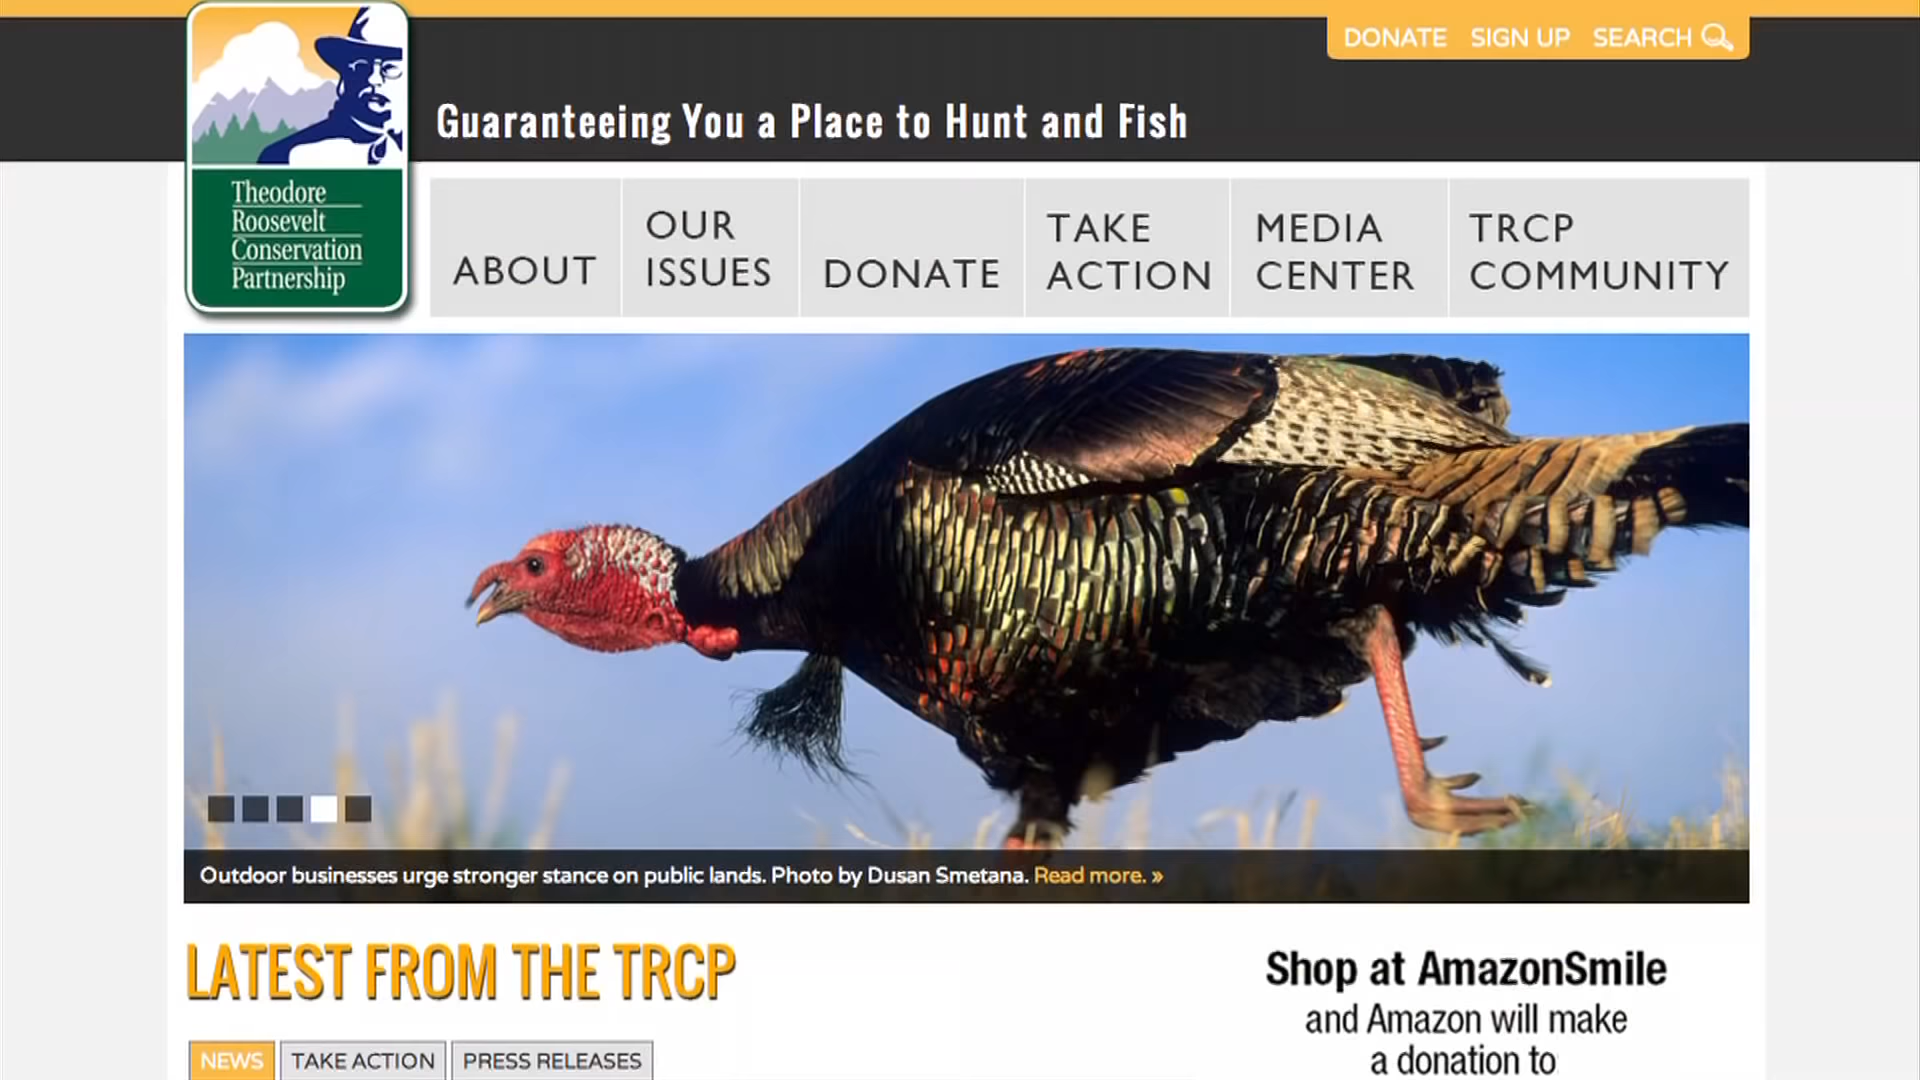 DONATE SIGN UP SEARCH
Guaranteeing You a Place to Hunt and Fish
Theodore
Roosevelt
Conservation
Partnership
ABOUT
OUR
ISSUES
DONATE
TAKE
ACTION
MEDIA
CENTER
TRCP
COMMUNITY
Outdoor businesses urge stronger stance on public lands. Photo by Dusan Smetana. Read more. »
LATEST FROM THE TRCP
NEWS TAKE ACTION PRESS RELEASES
Shop at AmazonSmile
and Amazon will make
a donation to